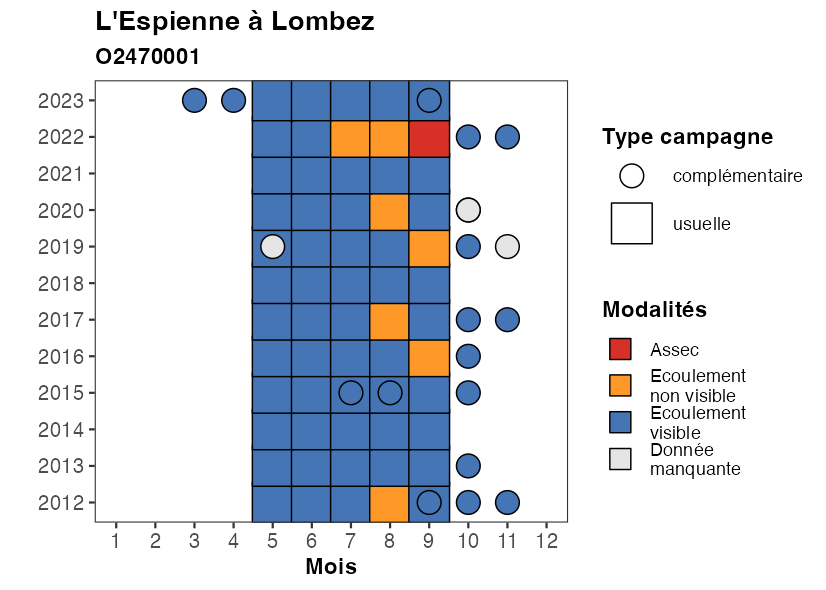 L'Espienne à Lombez
O2470001
2023
2022
2021
2020
2019
2018
2017
2016
2015
2014
2013
2012
1 2 3 4 5 6 7 8 9 10 11 12
Mois
Type campagne
complémentaire
usuelle
Modalités
Assec
Ecoulement
non visible
Ecoulement
visible
Donnée
manquante